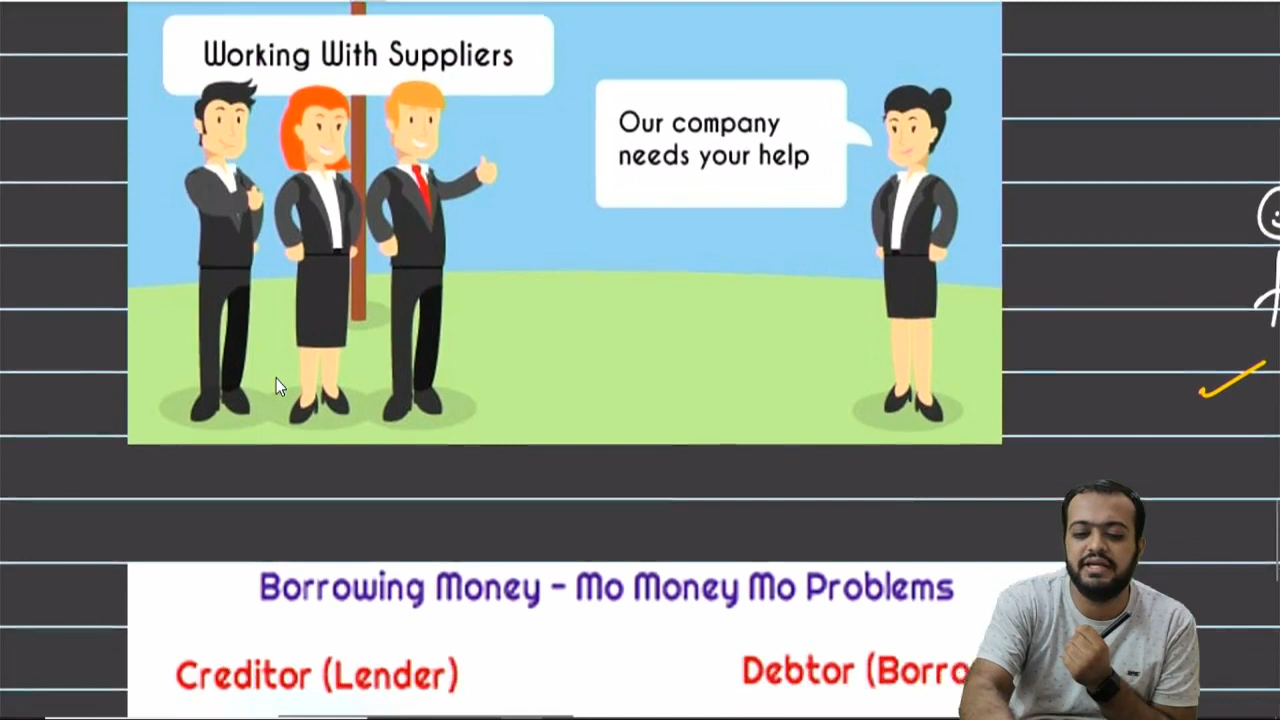 Working With Suppliers
Our company
needs your help
Borrowing Money - Mo Money Mo Problems
Creditor (Lender)
Debtor (Borro